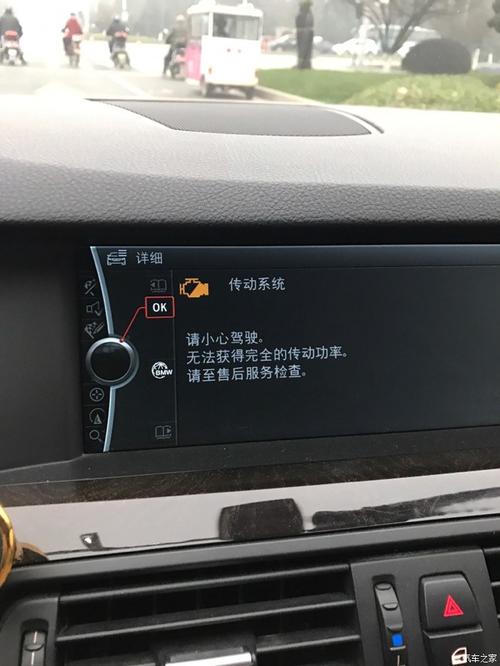 详细
传动系统
OK
请小心驾驶。
无法获得完全的传动功率。
BMW
请至售后服务检查。
汽车之家